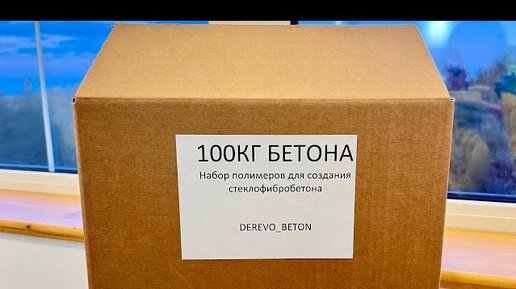 100КГ БЕТОНА
Набор полимеров для создания
стеклофибробетона
DEREVO_BETON